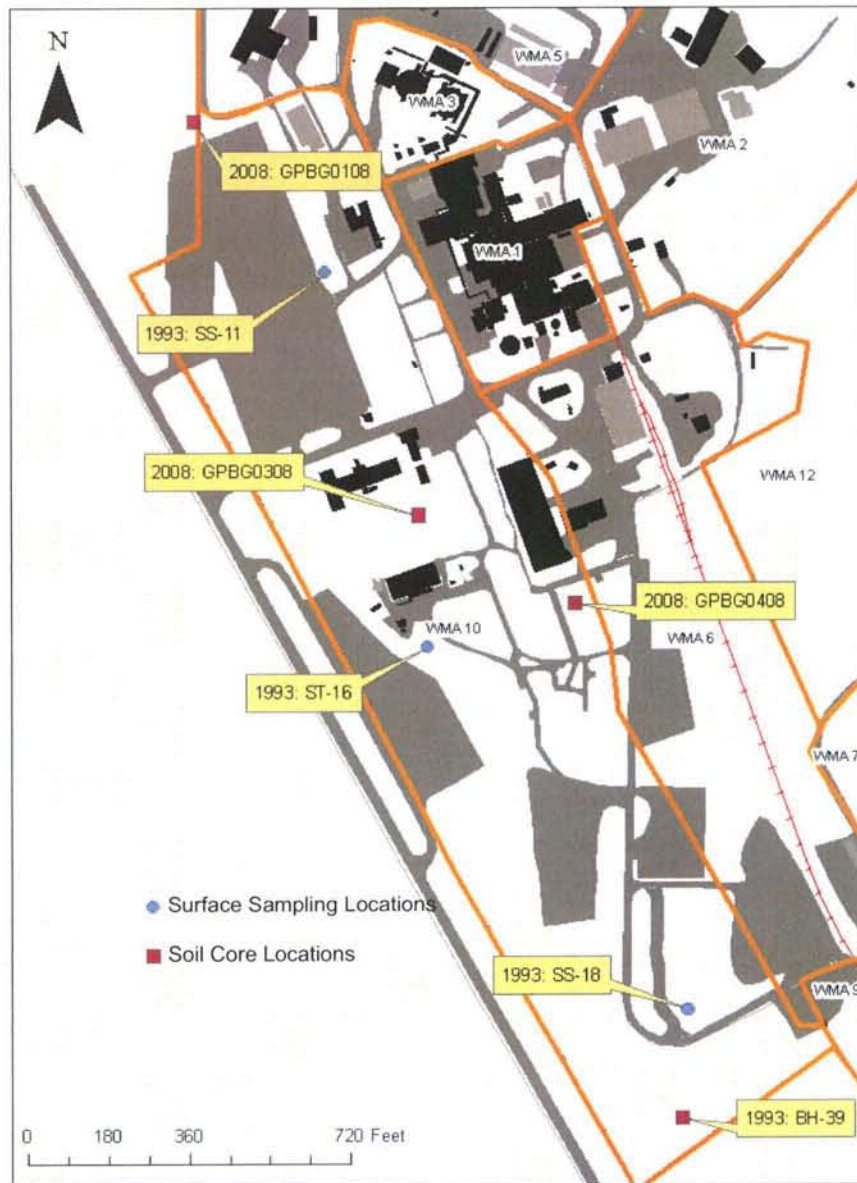 N
WMA 5
WMA 3
WMA 2
2008: GPBG0108
WMA 1
1993: SS-11
2008: GPBG0308
WMA 12
2008: GPBG0408
WMA 10
WMA 6
1993: ST-16
WMA 7
Surface Sampling Locations
Soil Core Locations
1993: SS-18
WMA 9
1993: BH-39
0 180 360 720 Feet